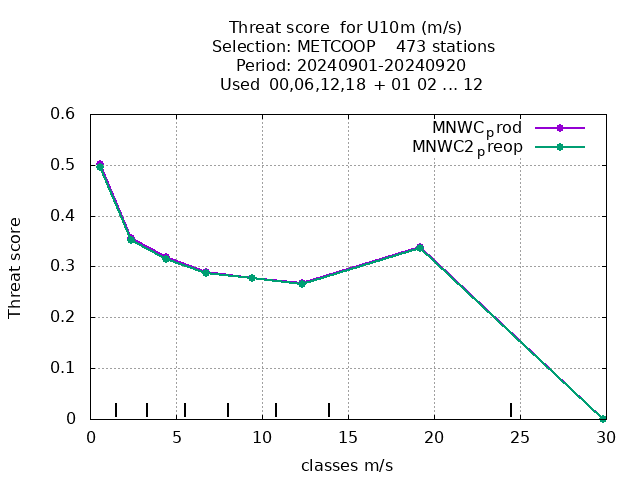 Threat score  for U10m (m/s)
Selection: METCOOP    473 stations
Period: 20240901-20240920
Used  00,06,12,18  + 01 02 ... 12
MNWCprod
MNWC2preop
0.6
0.5
0.4
0.3
0.2
0.1
0
Threat score
0 5 10 15 20 25 30
classes m/s